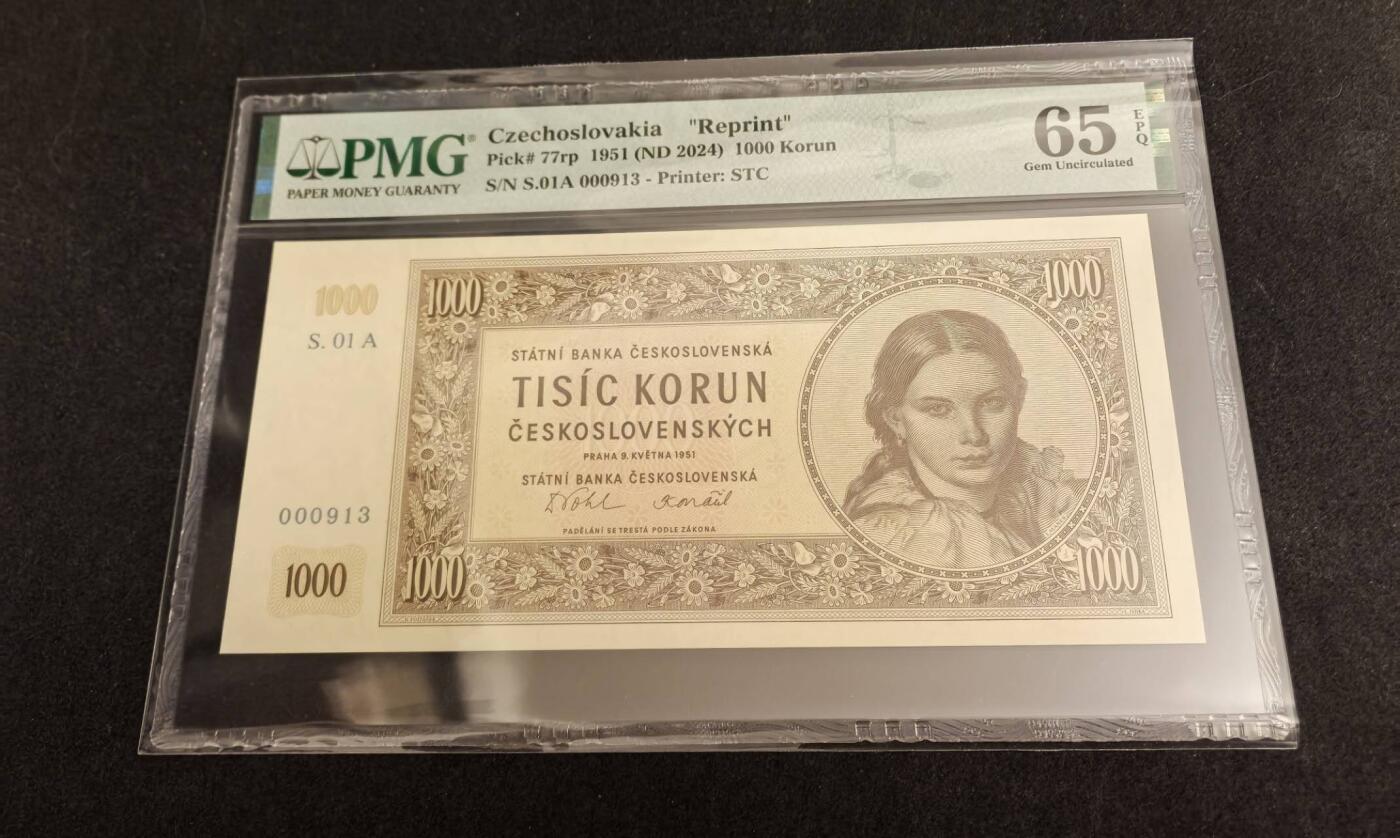 PMG®
PAPER MONEY GUARANTY
Czechoslovakia "Reprint"
Pick# 77rp 1951 (ND 2024) 1000 Korun
S/N S.01A 000913 - Printer: STC
65
EPQ
Gem Uncirculated
1000
S. 01 A
000913
1000
1000
1000
STÁTNÍ BANKA ČESKOSLOVENSKÁ
TISÍC KORUN
ČESKOSLOVENSKÝCH
PRAHA 9. KVĚTNA 1951
STÁTNÍ BANKA ČESKOSLOVENSKÁ
PADĚLÁNÍ SE TRESTÁ PODLE ZÁKONA
1000
1000